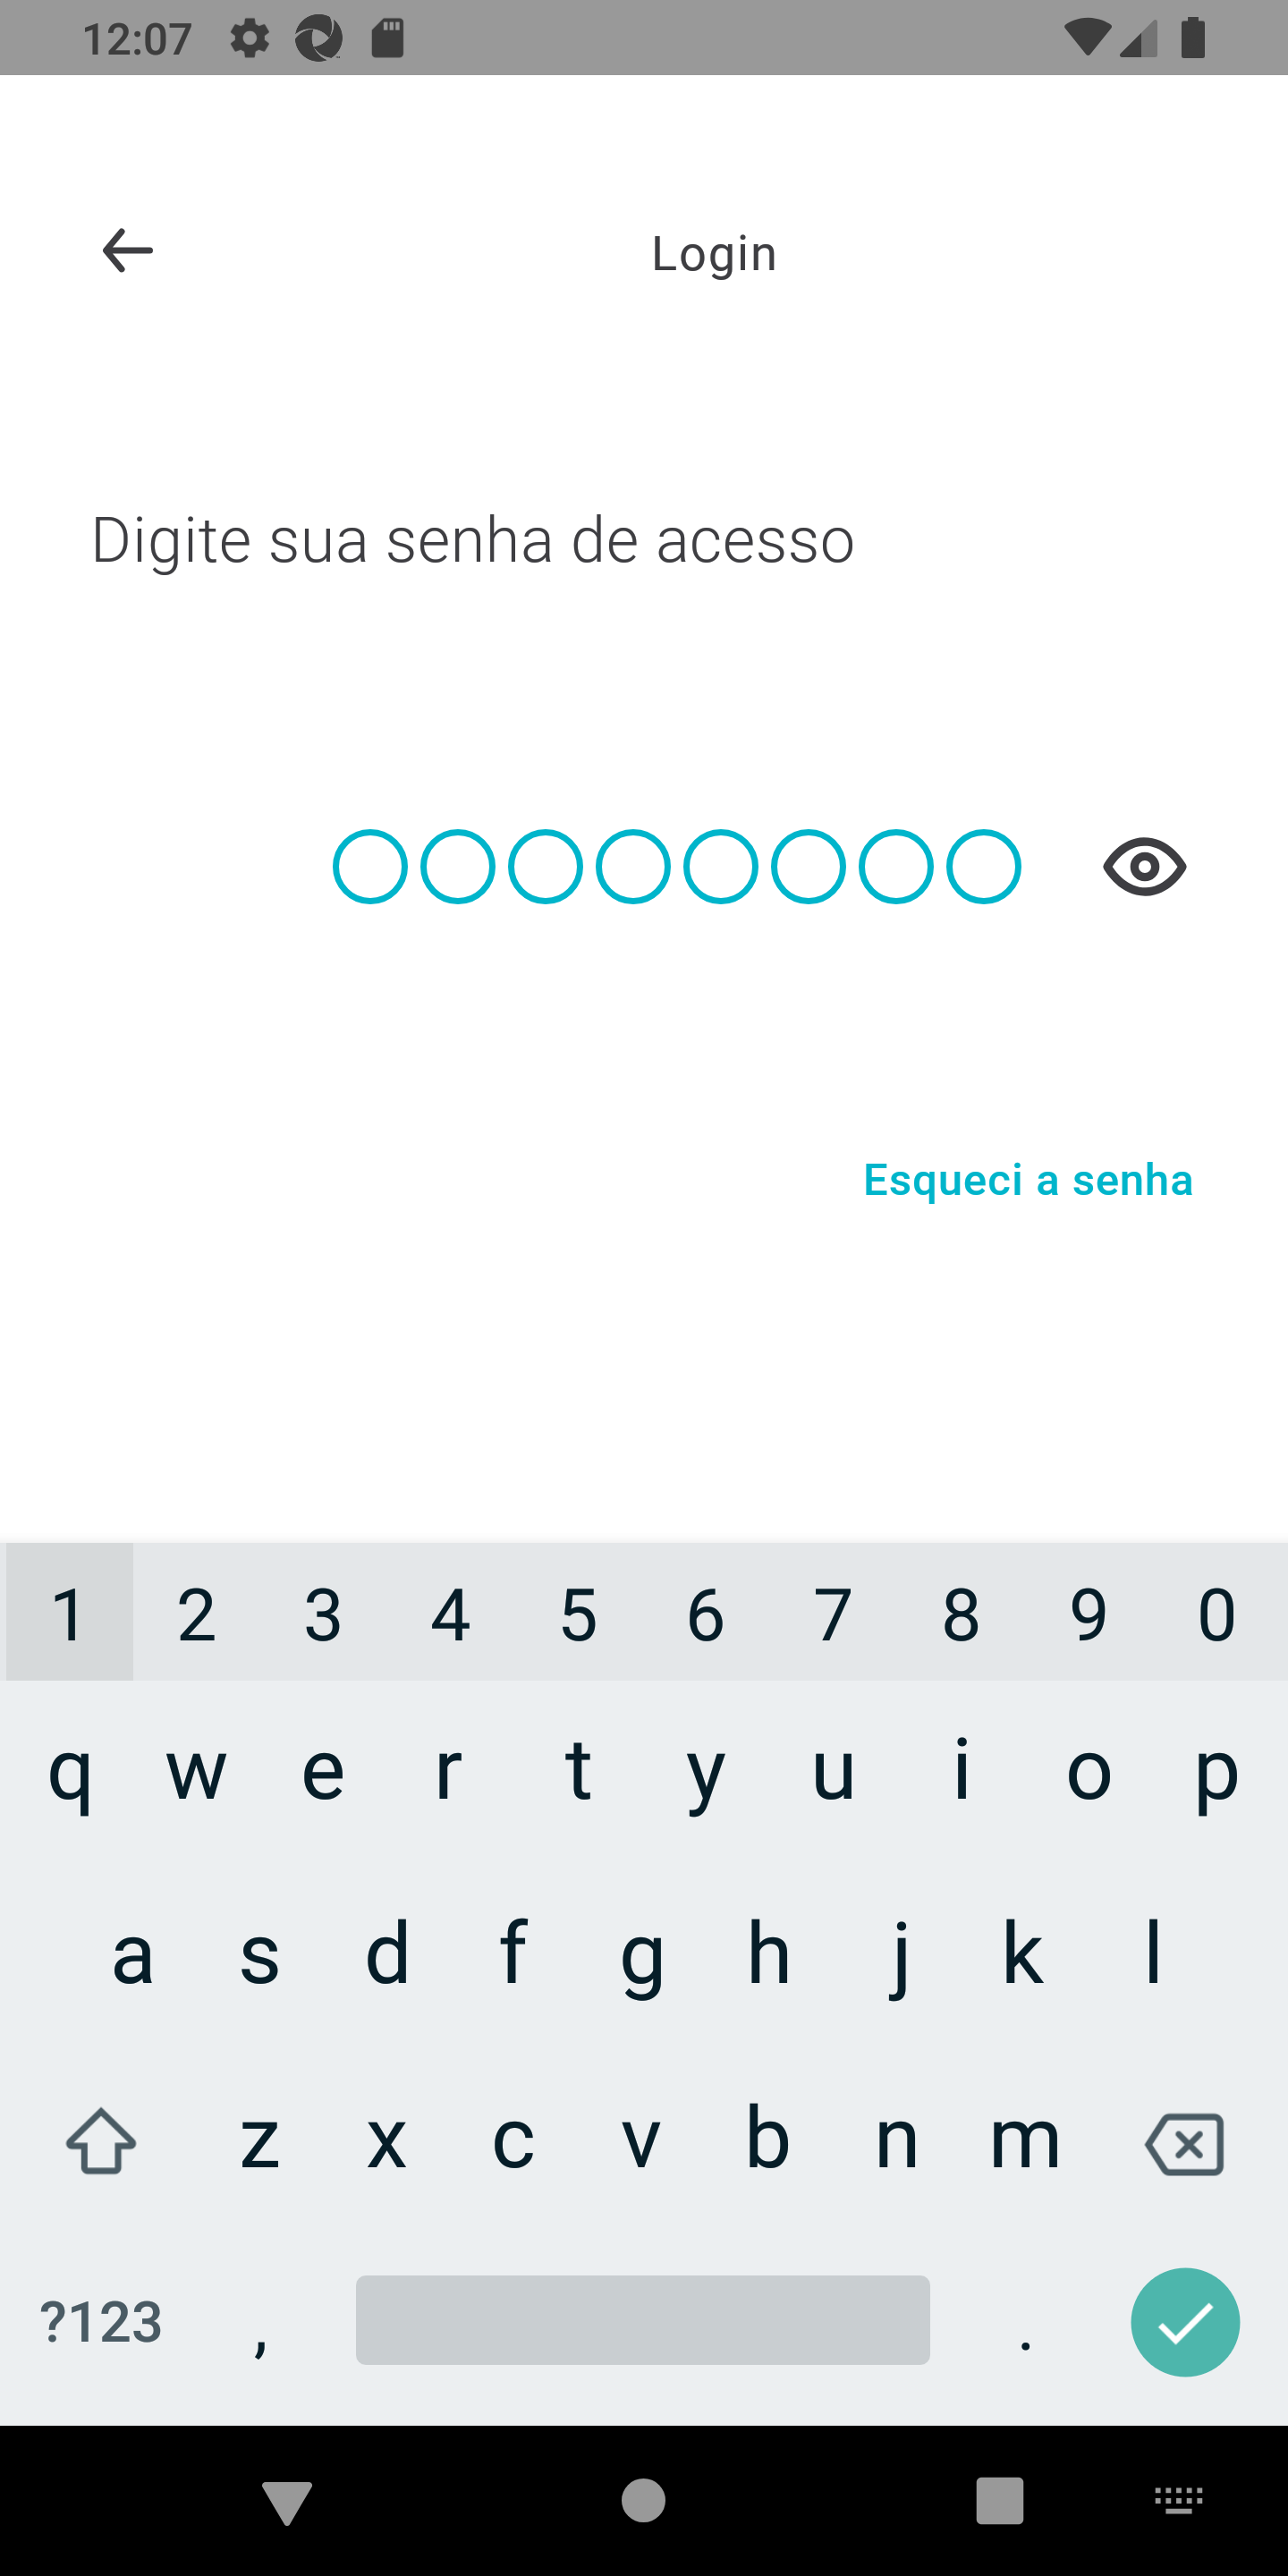 12:07
Login
Digite sua senha de acesso
Esqueci a senha
1 2 3 4 5 6 7 8 9 0
q w e r t y u i o p
a s d f g h j k l
z x c v b n m
?123 , .